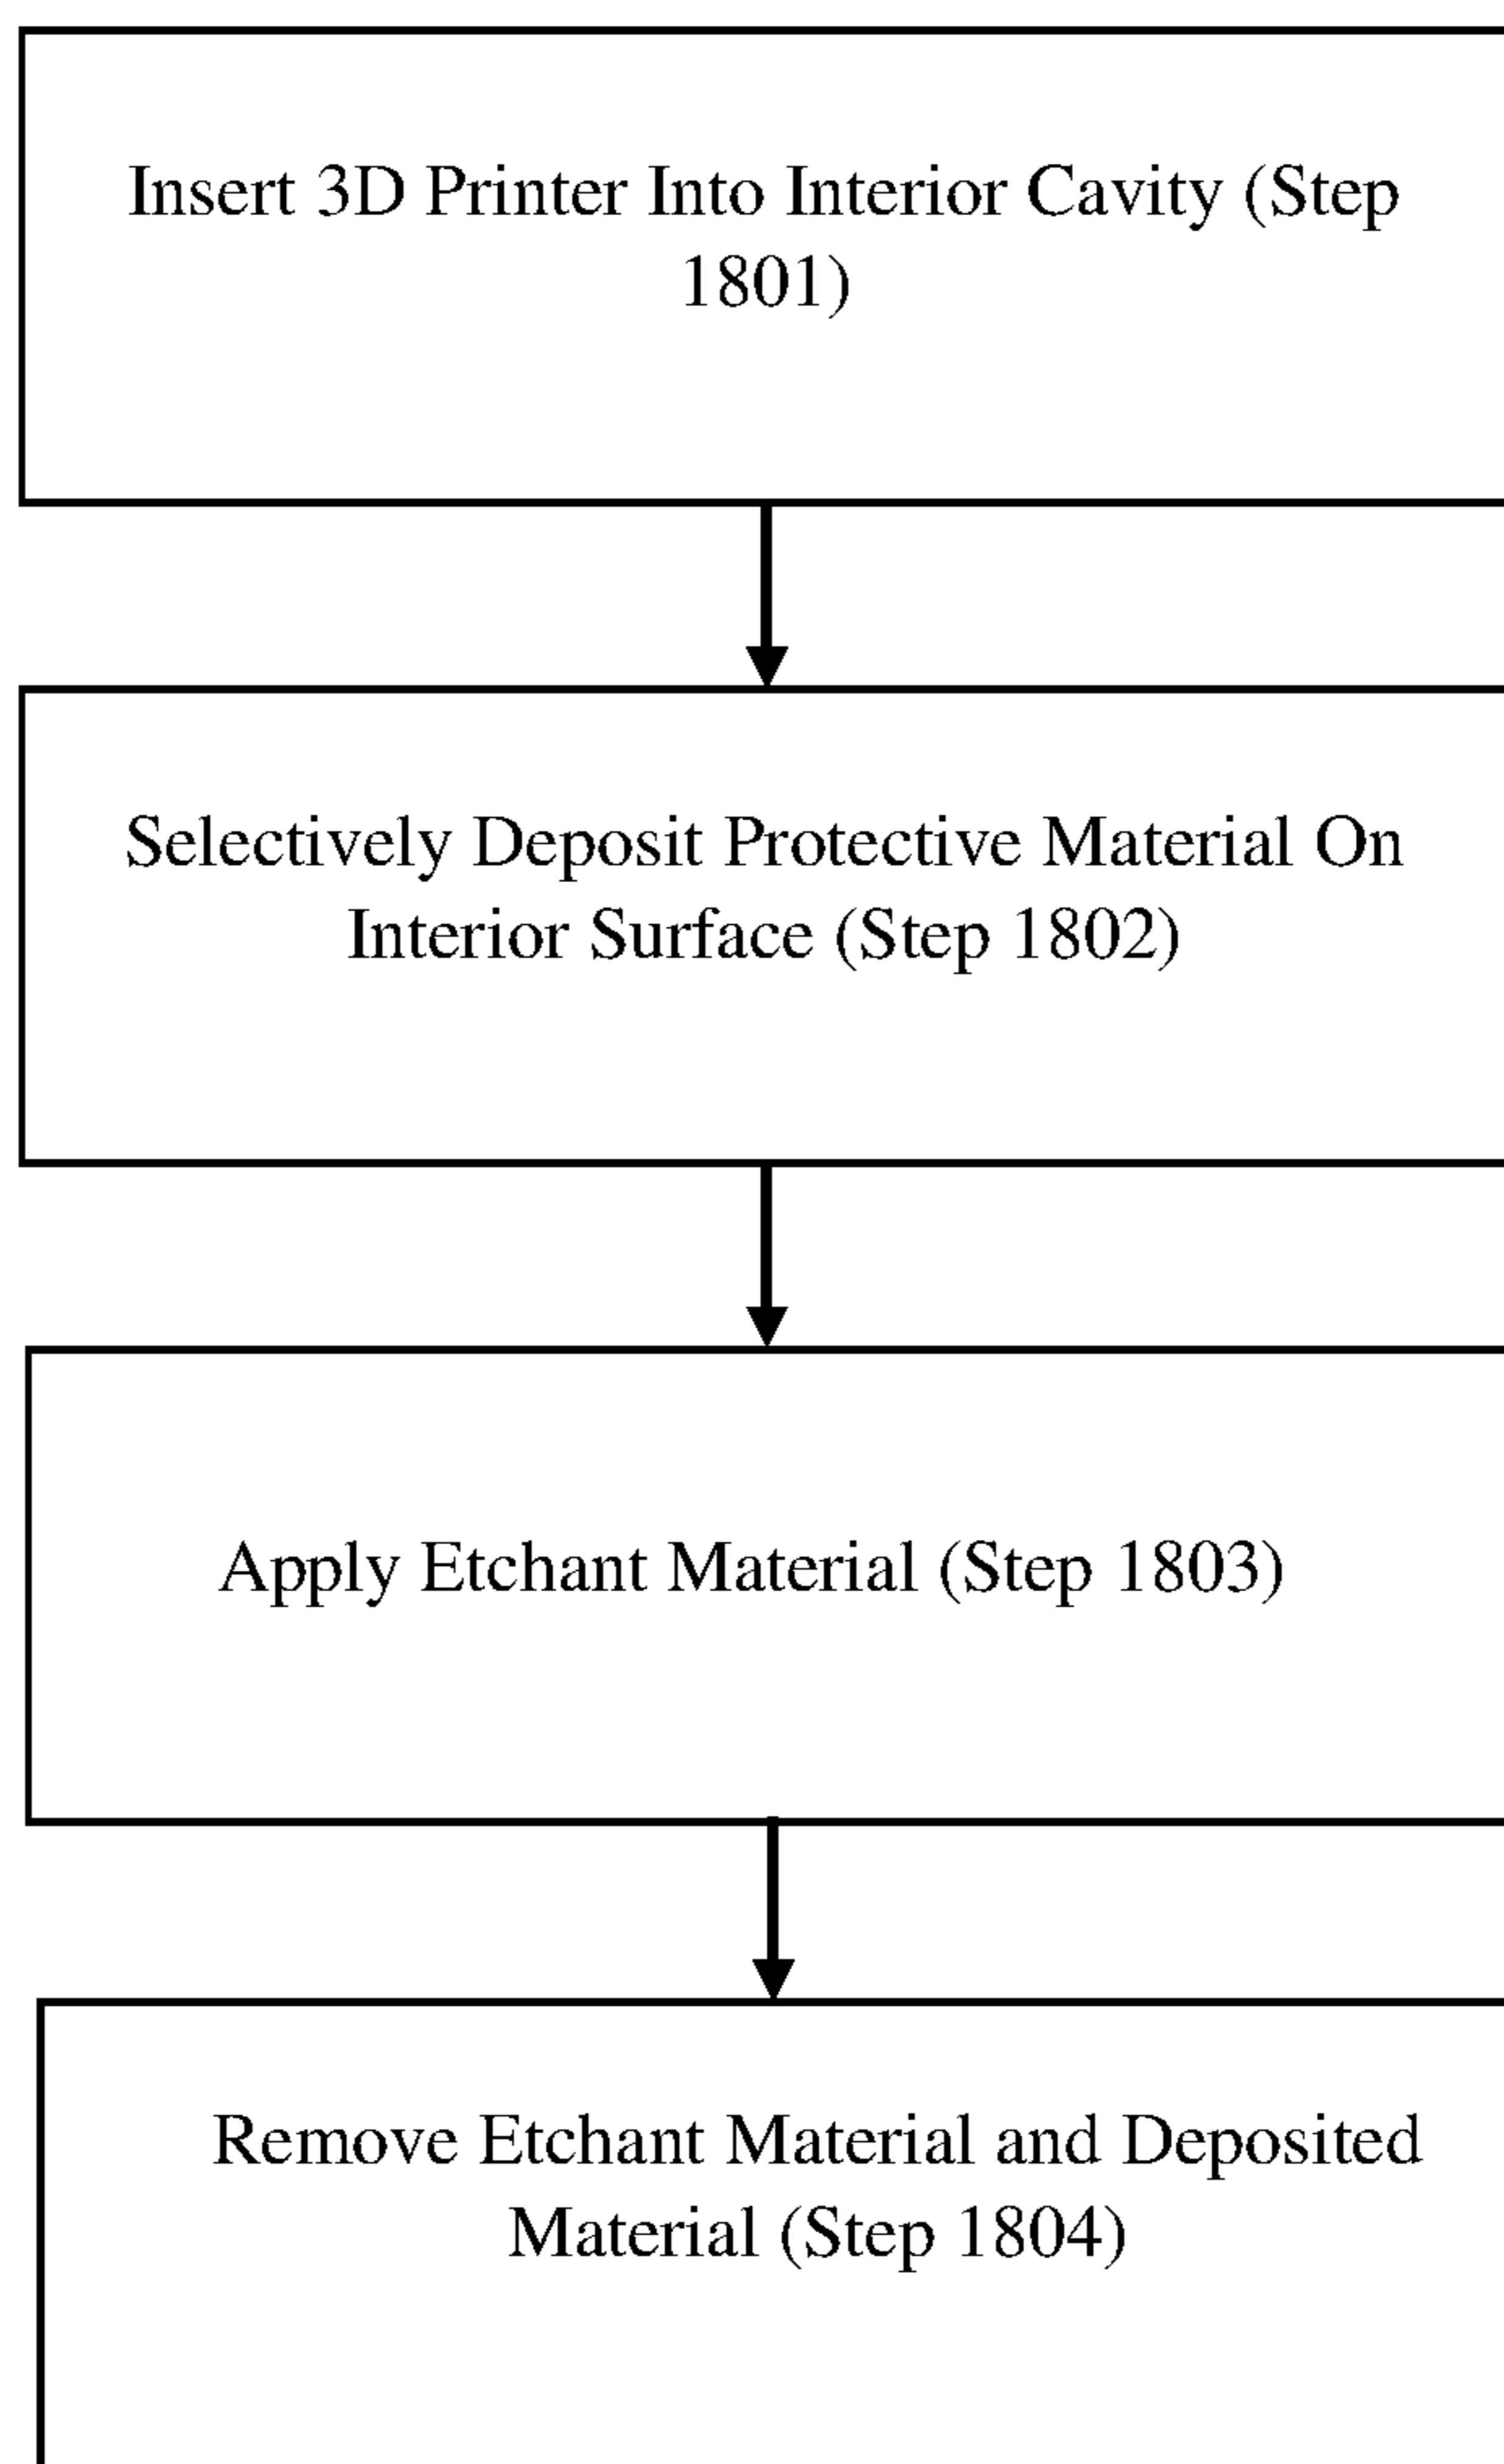 Insert 3D Printer Into Interior Cavity (Step
1801)
Selectively Deposit Protective Material On
Interior Surface (Step 1802)
Apply Etchant Material (Step 1803)
Remove Etchant Material and Deposited
Material (Step 1804)